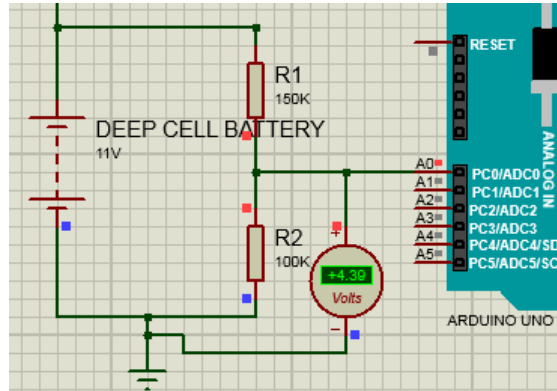 RESET
R1
150K
DEEP CELL BATTERY
11V
A0
A1
A2
A3
A4
A5
PC0/ADC0
PC1/ADC1
PC2/ADC2
PC3/ADC3
PC4/ADC4/SD
PC5/ADC5/SC
ANALOG IN
R2
100K
+
+4.39
Volts
−
ARDUINO UNO